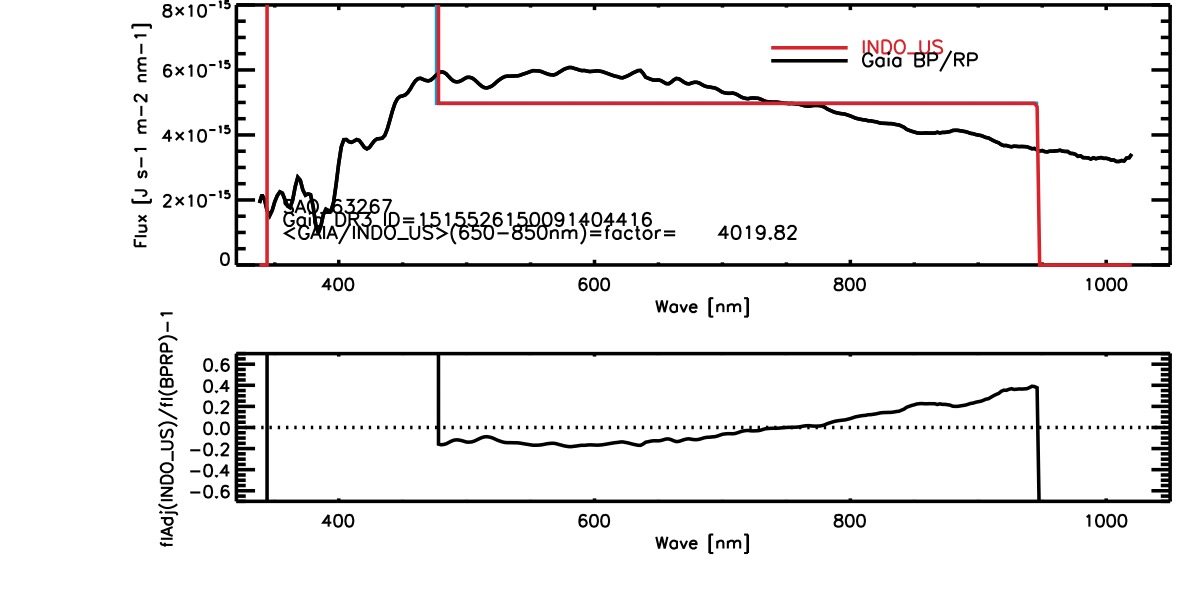 8×10-15
6×10-15
4×10-15
2×10-15
0
Flux [J s-1 m-2 nm-1]
INDO_US
Gaia BP/RP
SAO 63267
Gaia DR3 ID=1515526150091404416
<GAIA/INDO_US>(650-850nm)=factor= 4019.82
400 600 800 1000
Wave [nm]
flAdj(INDO_US)/fl(BPRP)-1
0.6
0.4
0.2
0.0
-0.2
-0.4
-0.6
400 600 800 1000
Wave [nm]